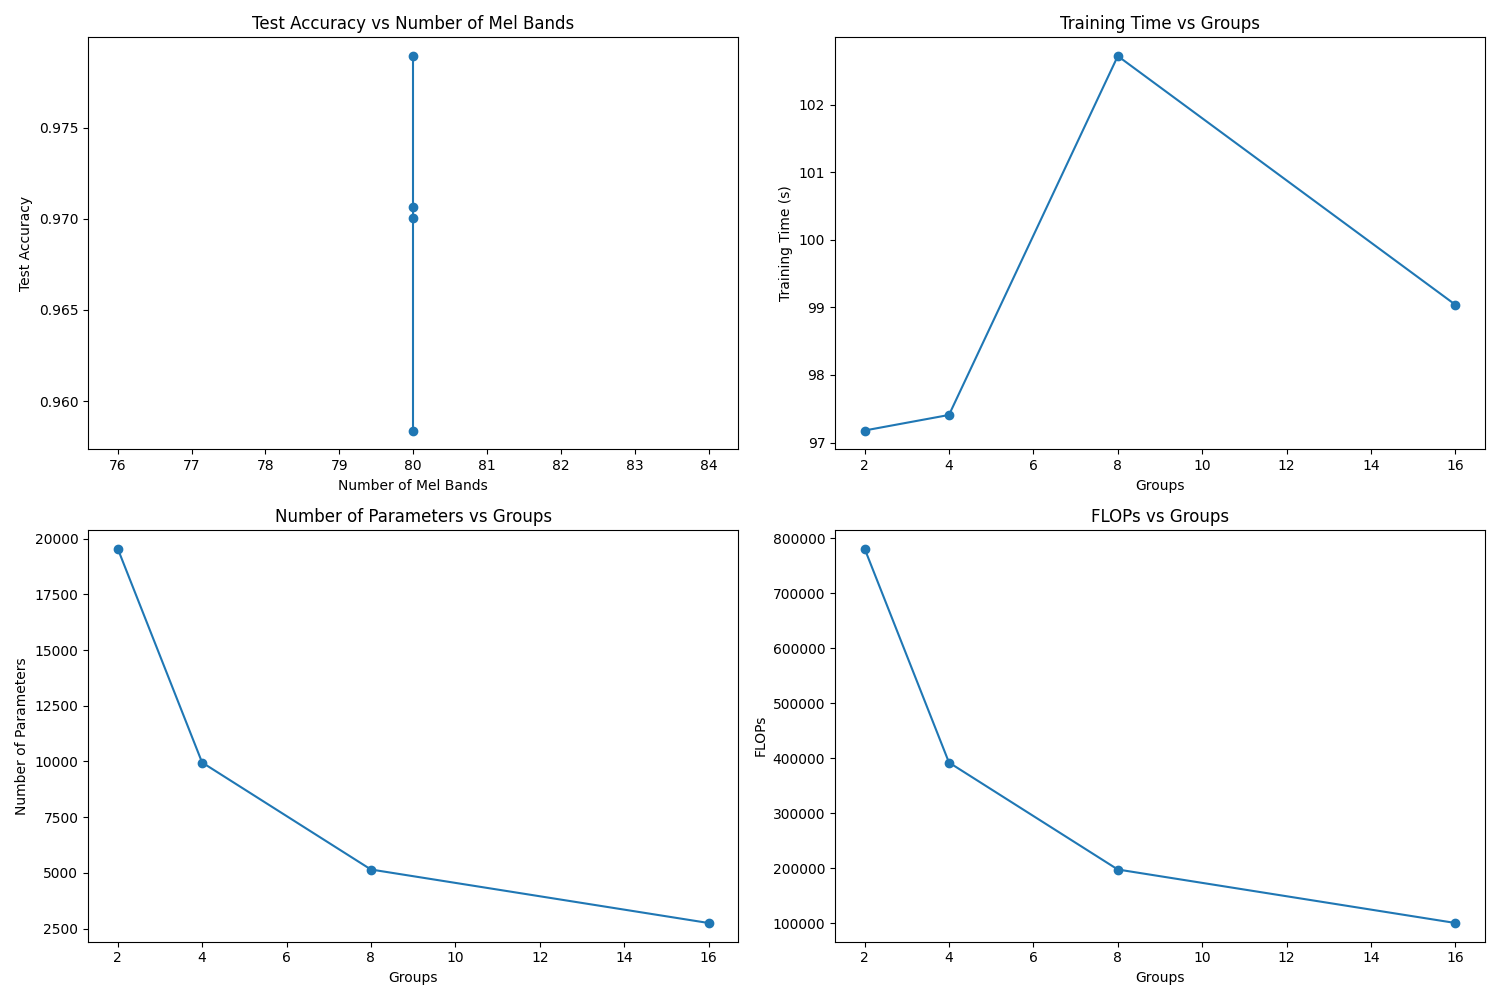 Test Accuracy vs Number of Mel Bands
Test Accuracy
0.975
0.970
0.965
0.960
76 77 78 79 80 81 82 83 84
Number of Mel Bands
Training Time vs Groups
Training Time (s)
102
101
100
99
98
97
2 4 6 8 10 12 14 16
Groups
Number of Parameters vs Groups
Number of Parameters
20000
17500
15000
12500
10000
7500
5000
2500
2 4 6 8 10 12 14 16
Groups
FLOPs vs Groups
FLOPs
800000
700000
600000
500000
400000
300000
200000
100000
2 4 6 8 10 12 14 16
Groups